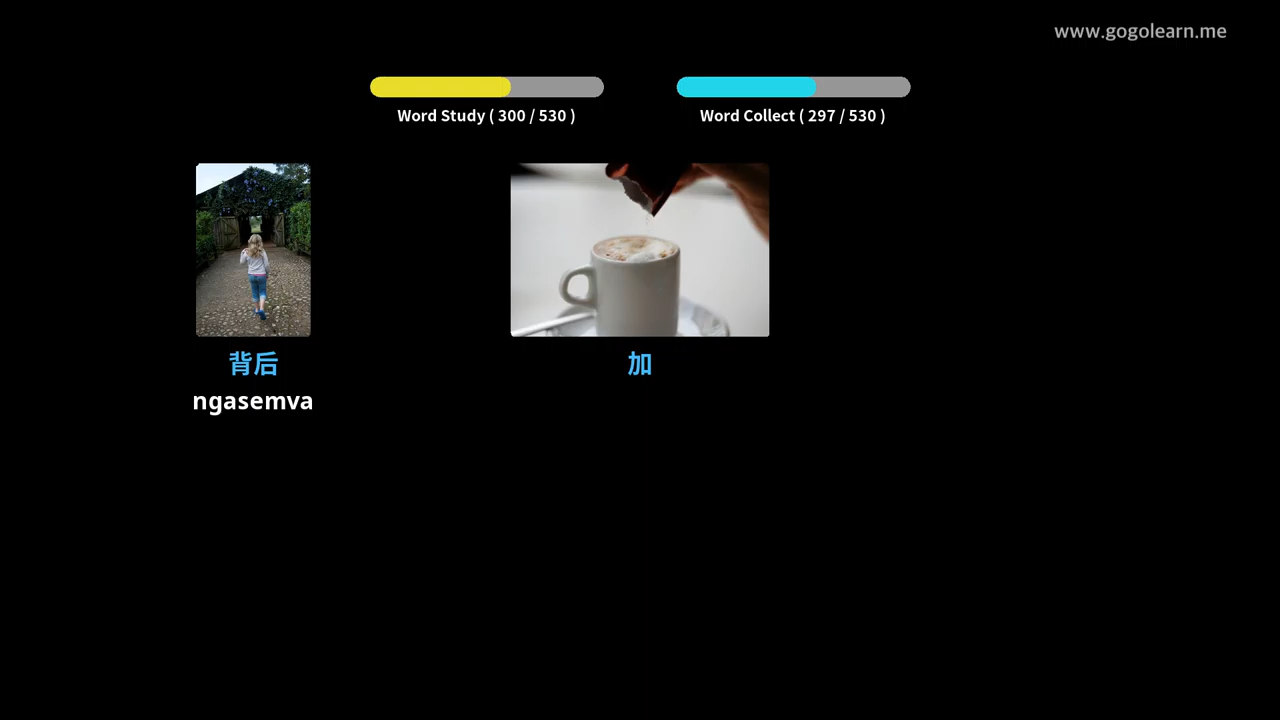 www.gogolearn.me
Word Study ( 300 / 530 )
Word Collect ( 297 / 530 )
背后
加
ngasemva